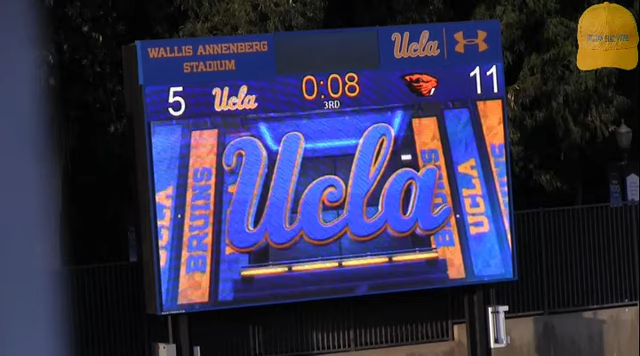 WALLIS ANNENBERG
STADIUM
Ucla
5
Ucla
0:08
3RD
11
Ucla
UCLA
BRUINS
BRUINS
UCLA